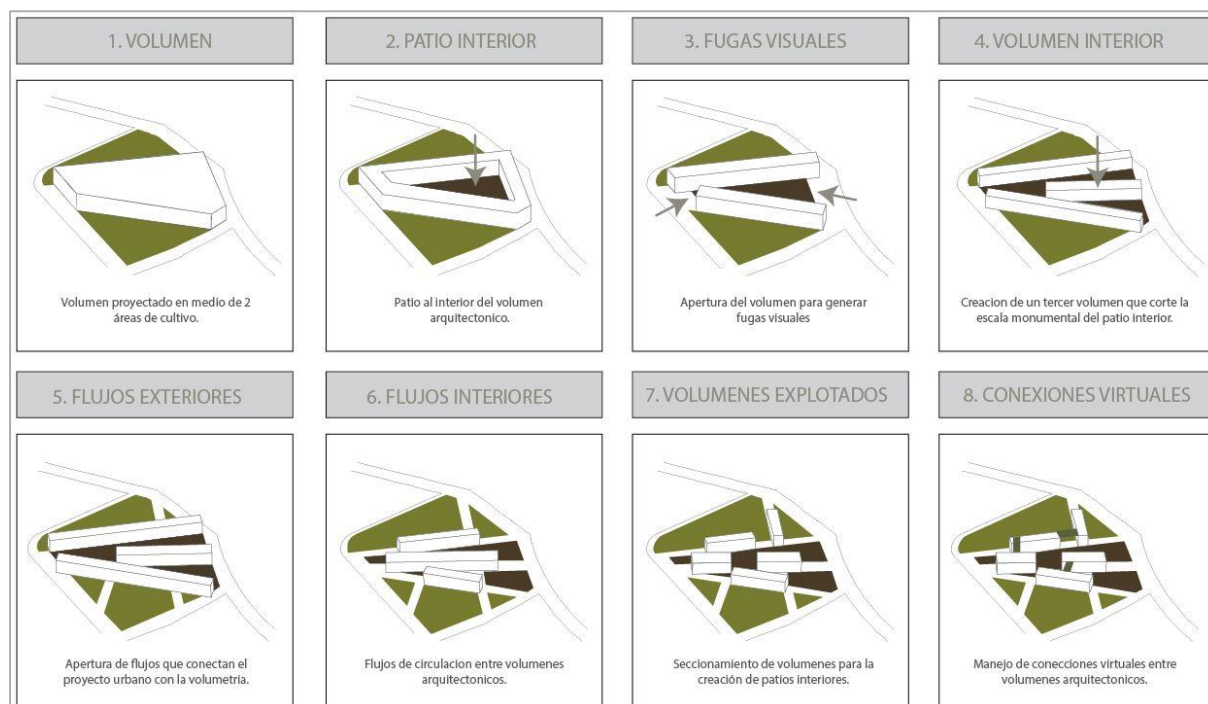 1. VOLUMEN
2. PATIO INTERIOR
3. FUGAS VISUALES
4. VOLUMEN INTERIOR
Volumen proyectado en medio de 2
áreas de cultivo.
Patio al interior del volumen
arquitectonico.
Apertura del volumen para generar
fugas visuales
Creacion de un tercer volumen que corte la
escala monumental del patio interior.
5. FLUJOS EXTERIORES
6. FLUJOS INTERIORES
7. VOLUMENES EXPLOTADOS
8. CONEXIONES VIRTUALES
Apertura de flujos que conectan el
proyecto urbano con la volumetria.
Flujos de circulacion entre volumenes
arquitectonicos.
Seccionamiento de volumenes para la
creación de patios interiores.
Manejo de conecciones virtuales entre
volumenes arquitectonicos.